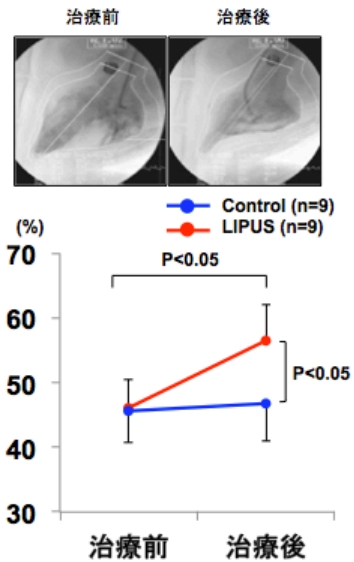 治療前 治療後
Control (n=9)
LIPUS (n=9)
(%)
P<0.05
70
60
50
40
30
P<0.05
治療前 治療後